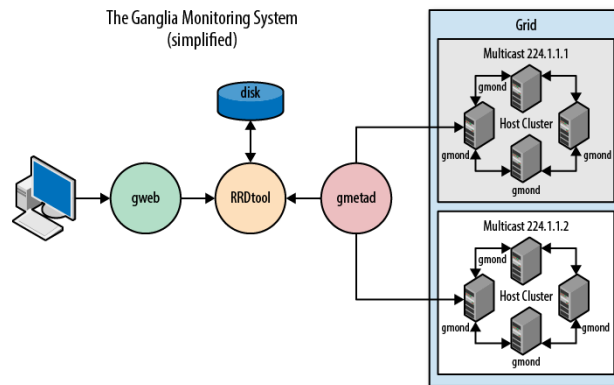 The Ganglia Monitoring System
(simplified)
disk
gweb
RRDtool
gmetad
Grid
Multicast 224.1.1.1
gmond
Host Cluster
gmond
gmond
gmond
Multicast 224.1.1.2
gmond
Host Cluster
gmond
gmond
gmond